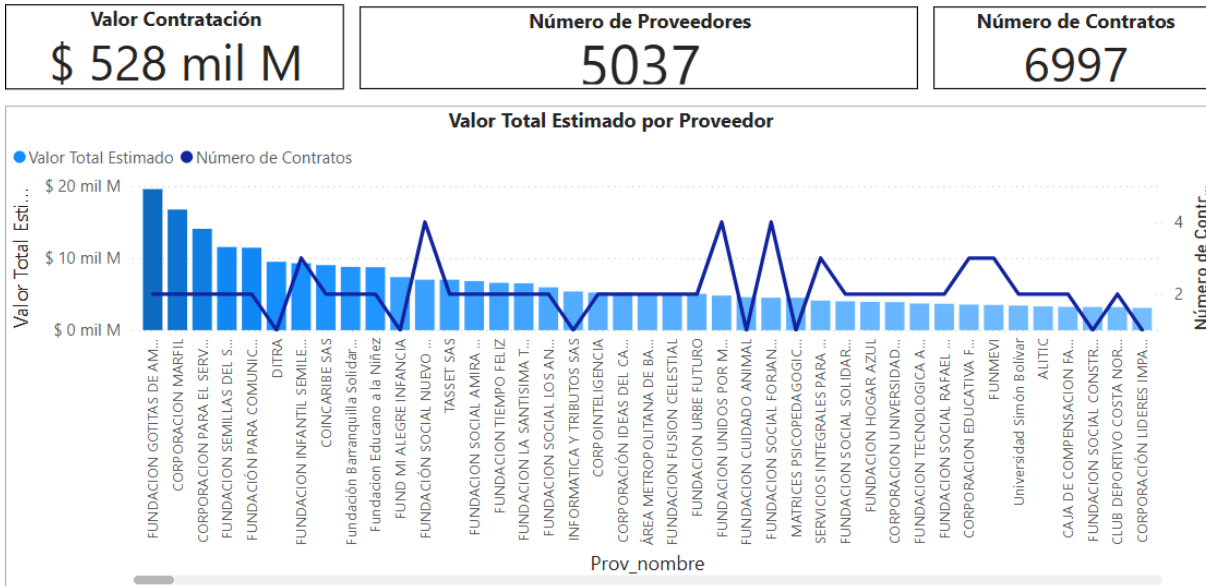 Valor Contratación
$ 528 mil M
Número de Proveedores
5037
Número de Contratos
6997
Valor Total Estimado por Proveedor
Valor Total Estimado
Número de Contratos
Valor Total Esti...
$ 20 mil M
$ 10 mil M
$ 0 mil M
4
2
Número de Contr...
FUNDACION GOTITAS DE AM...
CORPORACION MARFIL
CORPORACION PARA EL SERV...
FUNDACION SEMILLAS DEL S...
FUNDACIÓN PARA COMUNIC...
DITRA
FUNDACION INFANTIL SEMILE...
COINCARIBE SAS
Fundación Barranquilla Solidar...
Fundacion Educano a la Niñez
FUND MI ALEGRE INFANCIA
FUNDACIÓN SOCIAL NUEVO ...
TASSET SAS
FUNDACION SOCIAL AMIRA ...
FUNDACION TIEMPO FELIZ
FUNDACION LA SANTISIMA T...
FUNDACION SOCIAL LOS AN...
INFORMATICA Y TRIBUTOS SAS
CORPOINTELIGENCIA
CORPORACIÓN IDEAS DEL CA...
ÁREA METROPOLITANA DE BA...
FUNDACION FUSION CELESTIAL
FUNDACION URBE FUTURO
FUNDACION UNIDOS POR M...
FUNDACION CUIDADO ANIMAL
FUNDACION SOCIAL FORJAN...
MATRICES PSICOPEDAGOGIC...
SERVICIOS INTEGRALES PARA ...
FUNDACION SOCIAL SOLIDAR...
FUNDACION HOGAR AZUL
CORPORACION UNIVERSIDAD...
FUNDACION TECNOLOGICA A...
FUNDACION SOCIAL RAFAEL ...
CORPORACION EDUCATIVA F...
FUNMEVI
Universidad Simón Bolívar
ALITIC
CAJA DE COMPENSACION FA...
FUNDACION SOCIAL CONSTR...
CLUB DEPORTIVO COSTA NOR...
CORPORACIÓN LIDERES IMPA...
Prov_nombre